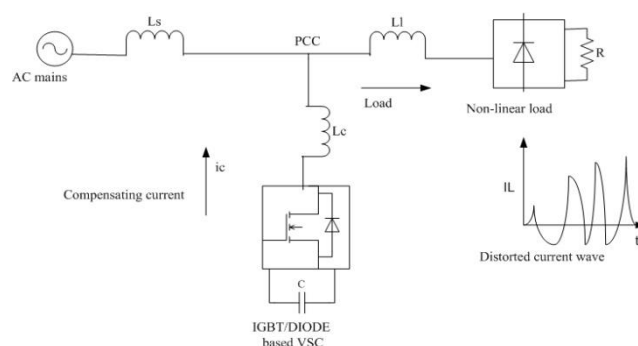 Ls
AC mains
PCC
Ll
R
Load
Non-linear load
Lc
ic
Compensating current
IL
t
Distorted current wave
C
IGBT/DIODE
based VSC